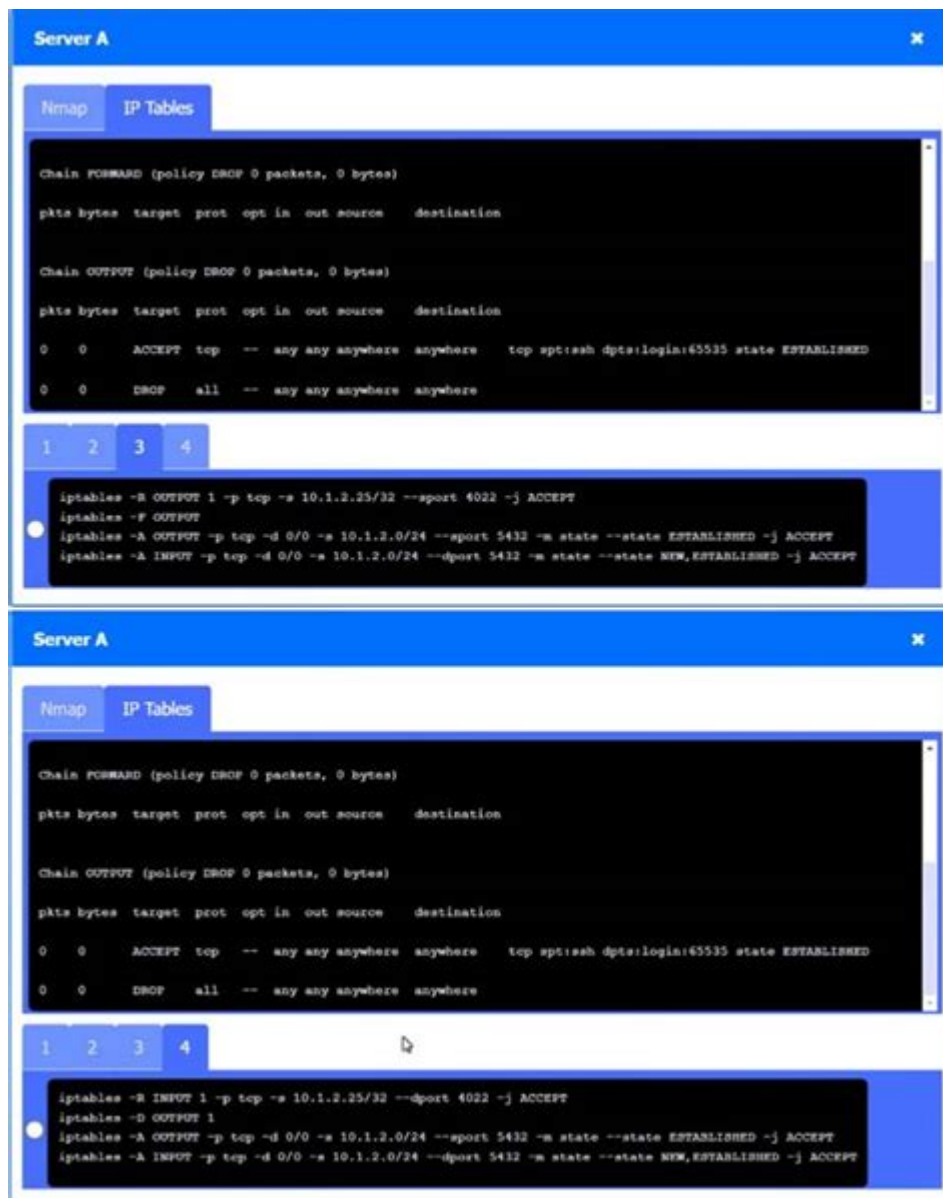 Server A ×
Nmap IP Tables
Chain FORWARD (policy DROP 0 packets, 0 bytes)
pkts bytes target prot opt in out source destination
Chain OUTPUT (policy DROP 0 packets, 0 bytes)
pkts bytes target prot opt in out source destination
0 0 ACCEPT tcp -- any any anywhere anywhere tcp spt:ssh dpts:login:65535 state ESTABLISHED
0 0 DROP all -- any any anywhere anywhere
1 2 3 4
iptables -R OUTPUT 1 -p tcp -s 10.1.2.25/32 --sport 4022 -j ACCEPT
iptables -F OUTPUT
iptables -A OUTPUT -p tcp -d 0/0 -s 10.1.2.0/24 --sport 5432 -m state --state ESTABLISHED -j ACCEPT
iptables -A INPUT -p tcp -d 0/0 -s 10.1.2.0/24 --dport 5432 -m state --state NEW,ESTABLISHED -j ACCEPT
Server A ×
Nmap IP Tables
Chain FORWARD (policy DROP 0 packets, 0 bytes)
pkts bytes target prot opt in out source destination
Chain OUTPUT (policy DROP 0 packets, 0 bytes)
pkts bytes target prot opt in out source destination
0 0 ACCEPT tcp -- any any anywhere anywhere tcp spt:ssh dpts:login:65535 state ESTABLISHED
0 0 DROP all -- any any anywhere anywhere
1 2 3 4
iptables -R INPUT 1 -p tcp -s 10.1.2.25/32 --dport 4022 -j ACCEPT
iptables -D OUTPUT 1
iptables -A OUTPUT -p tcp -d 0/0 -s 10.1.2.0/24 --sport 5432 -m state --state ESTABLISHED -j ACCEPT
iptables -A INPUT -p tcp -d 0/0 -s 10.1.2.0/24 --dport 5432 -m state --state NEW,ESTABLISHED -j ACCEPT